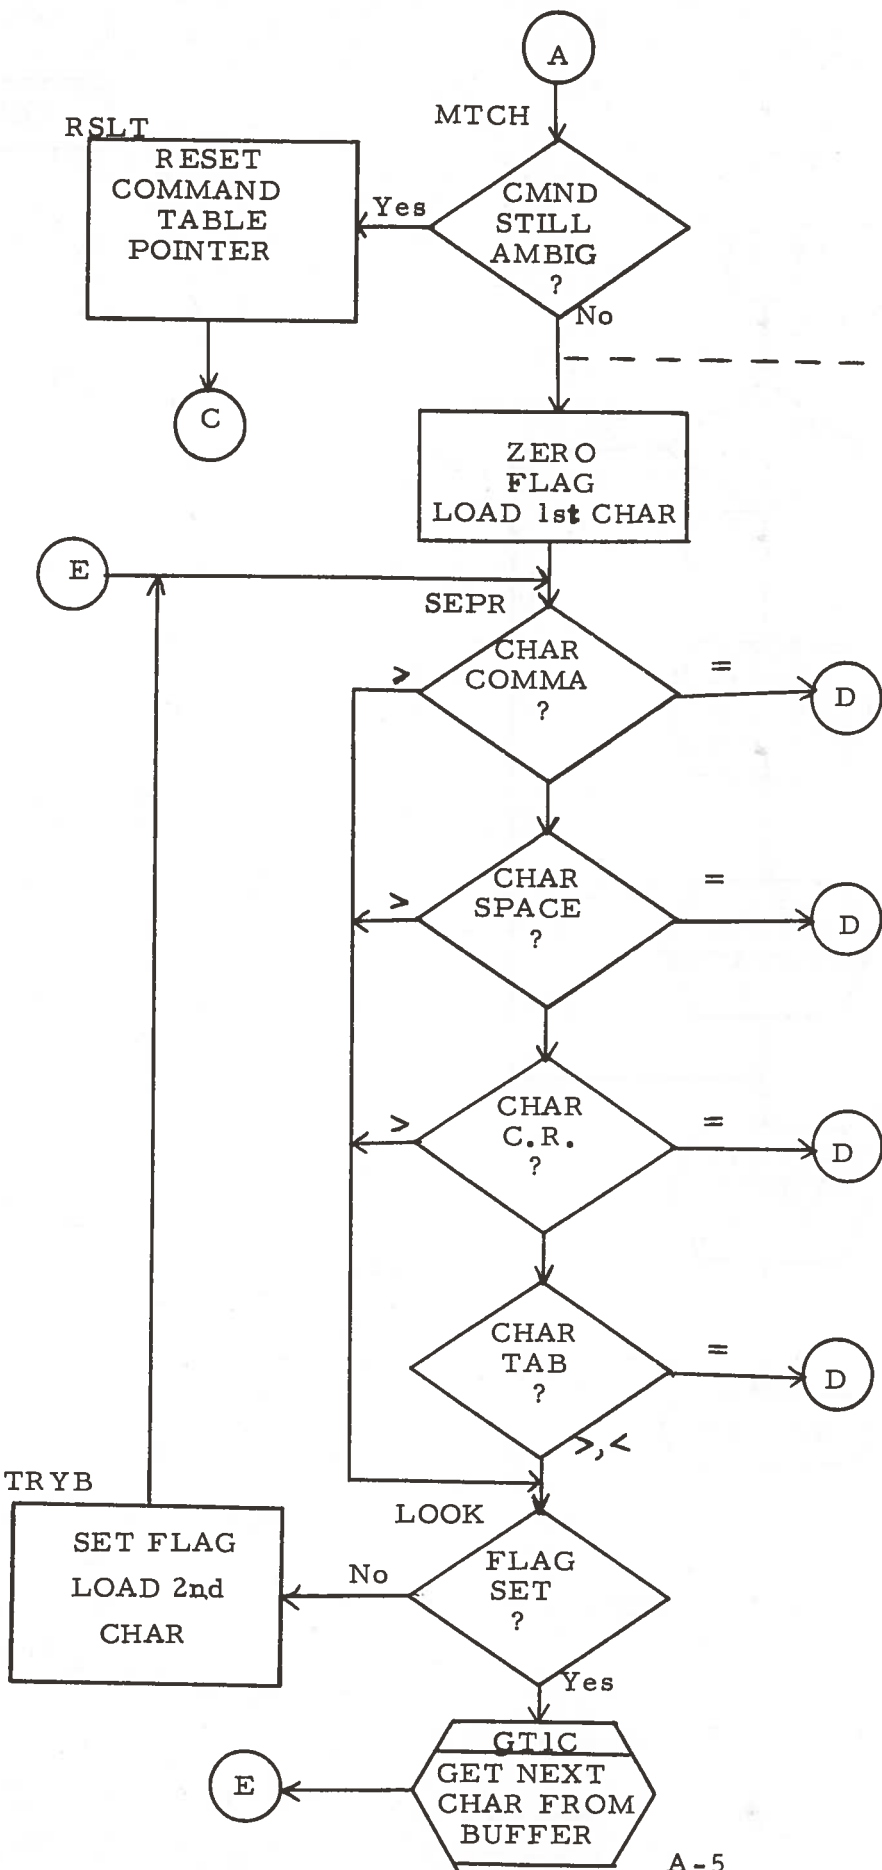 A
MTCH
RSLT
RESET
COMMAND
TABLE
POINTER
Yes
CMND
STILL
AMBIG
?
No
C
ZERO
FLAG
LOAD 1st CHAR
E
SEPR
CHAR
COMMA
?
>
=
D
CHAR
SPACE
?
>
=
D
CHAR
C.R.
?
>
=
D
CHAR
TAB
?
=
D
>,<
TRYB
LOOK
SET FLAG
LOAD 2nd
CHAR
No
FLAG
SET
?
Yes
GT1C
GET NEXT
CHAR FROM
BUFFER
E
A-5